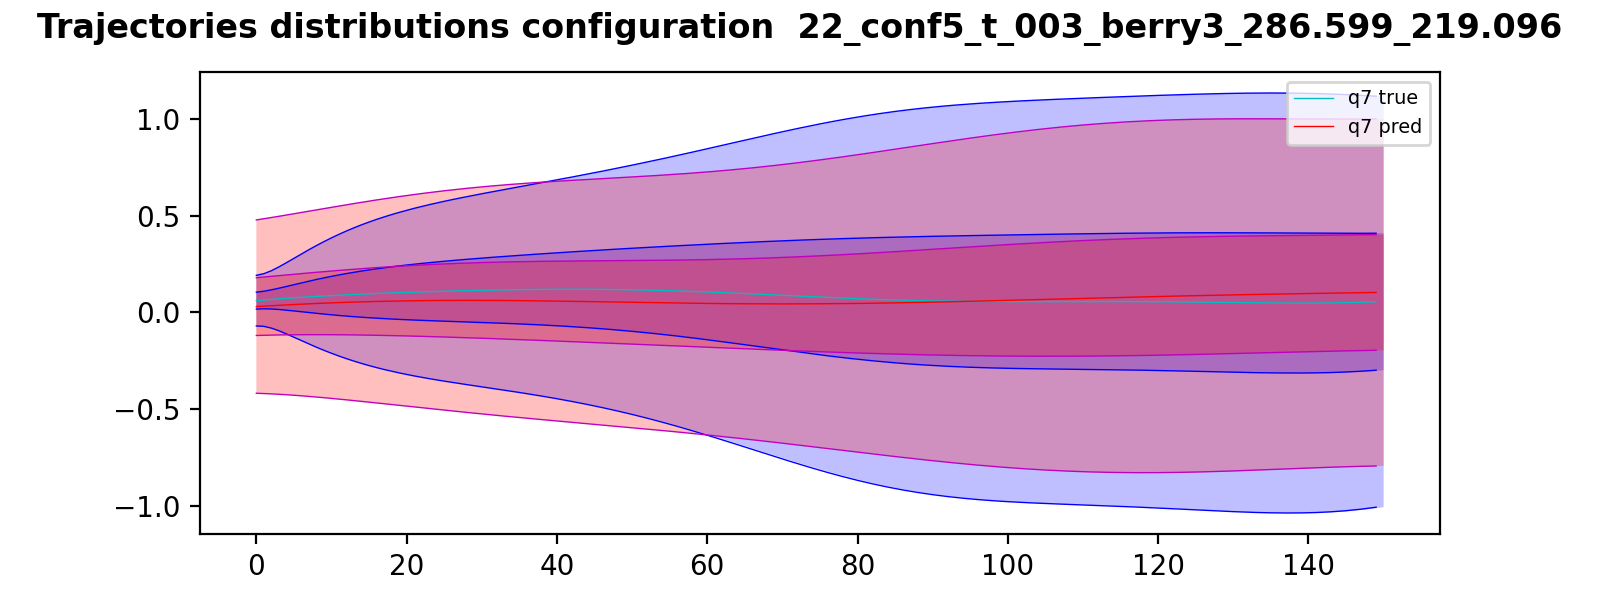 Trajectories distributions configuration  22_conf5_t_003_berry3_286.599_219.096
q7 true
q7 pred
1.0
0.5
0.0
−0.5
−1.0
0 20 40 60 80 100 120 140